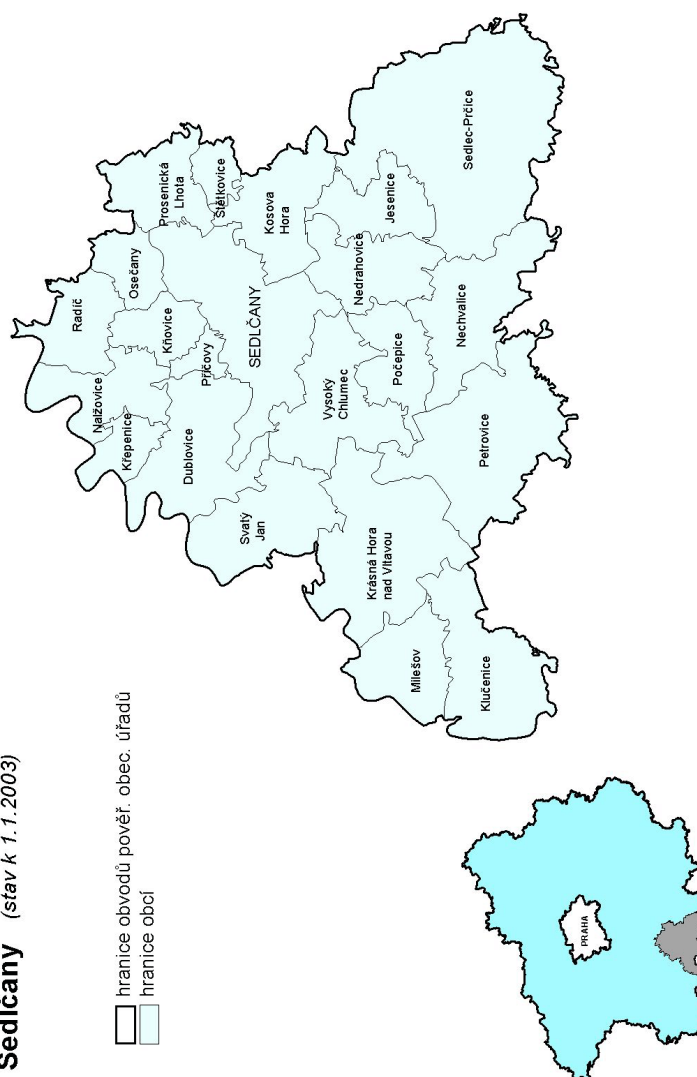 Sedlčany (stav k 1.1.2003)
hranice obvodů pověř. obec. úřadů
hranice obcí
Radíč
Nalžovice
Křepenice
Osečany
Prosenická
Lhota
Štětkovice
Kňovice
Příčovy
Dublovice
SEDLČANY
Kosova
Hora
Svatý
Jan
Vysoký
Chlumec
Nedrahovice
Jesenice
Sedlec-Prčice
Počepice
Nechvalice
Petrovice
Krásná Hora
nad Vltavou
Milešov
Klučenice
PRAHA